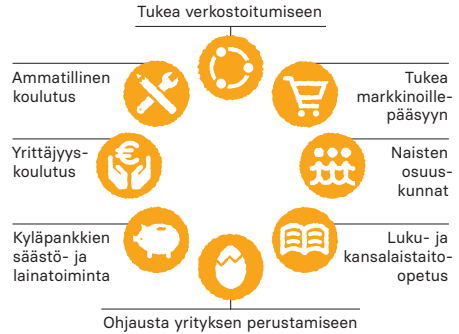 Tukea verkostoitumiseen
Ammatillinen
koulutus
Tukea
markkinoille-
pääsyyn
Yrittäjyys-
koulutus
Naisten
osuus-
kunnat
Kyläpankkien
säästö- ja
lainatoiminta
Luku- ja
kansalaistaito-
opetus
Ohjausta yrityksen perustamiseen